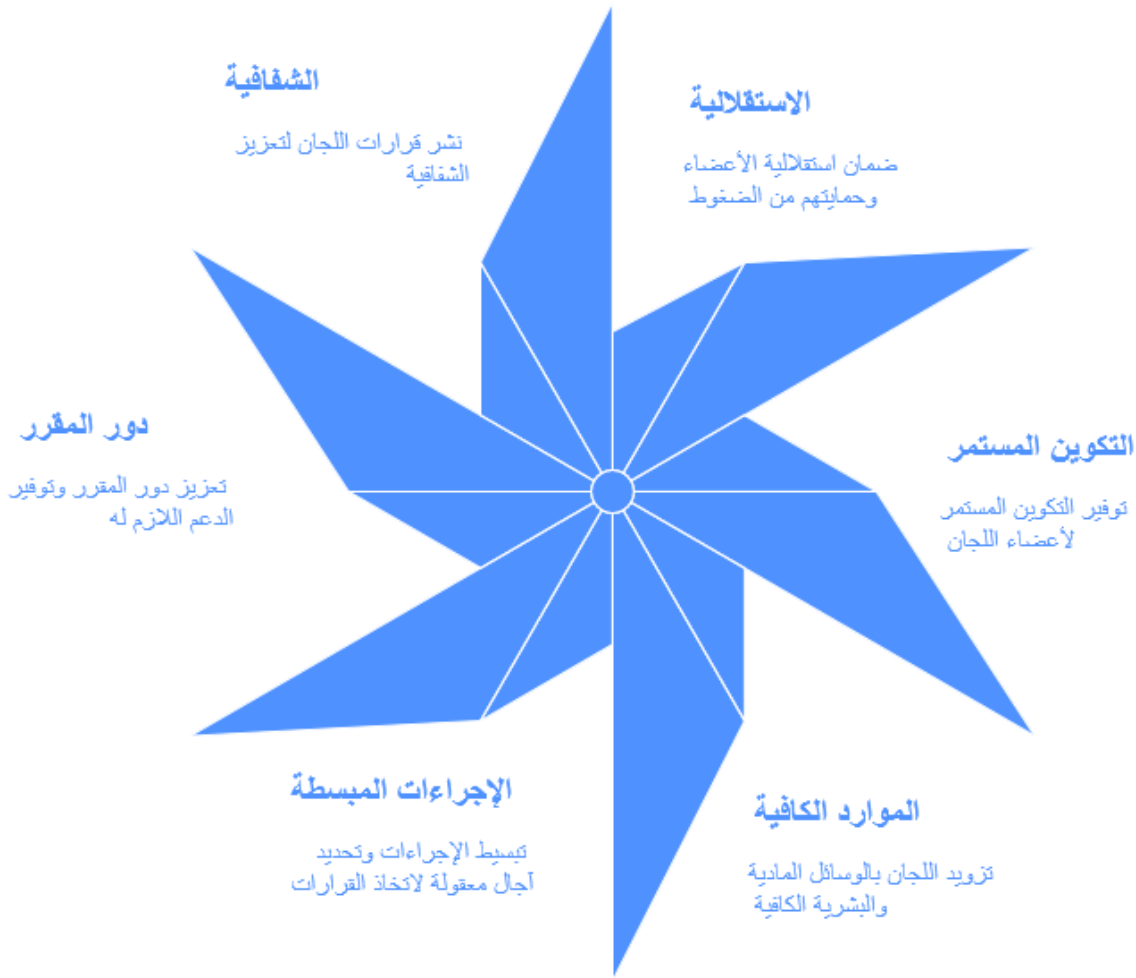 الشفافية
نشر قرارات اللجان لتعزيز
الشفافية
الاستقلالية
ضمان استقلالية الأعضاء
وحمايتهم من الضغوط
دور المقرر
تعزيز دور المقرر وتوفير
الدعم اللازم له
التكوين المستمر
توفير التكوين المستمر
لأعضاء اللجان
الإجراءات المبسطة
تبسيط الإجراءات وتحديد
آجال معقولة لاتخاذ القرارات
الموارد الكافية
تزويد اللجان بالوسائل المادية
والبشرية الكافية